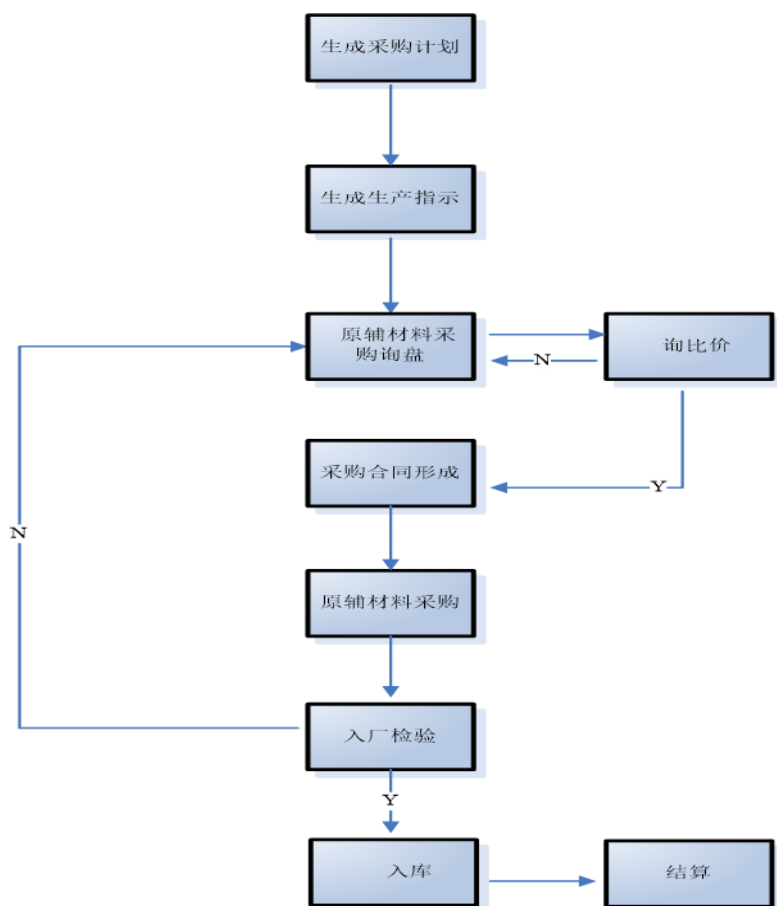 生成采购计划
生成生产指示
原辅材料采
购询盘
询比价
N
采购合同形成
Y
N
原辅材料采购
入厂检验
Y
入库
结算